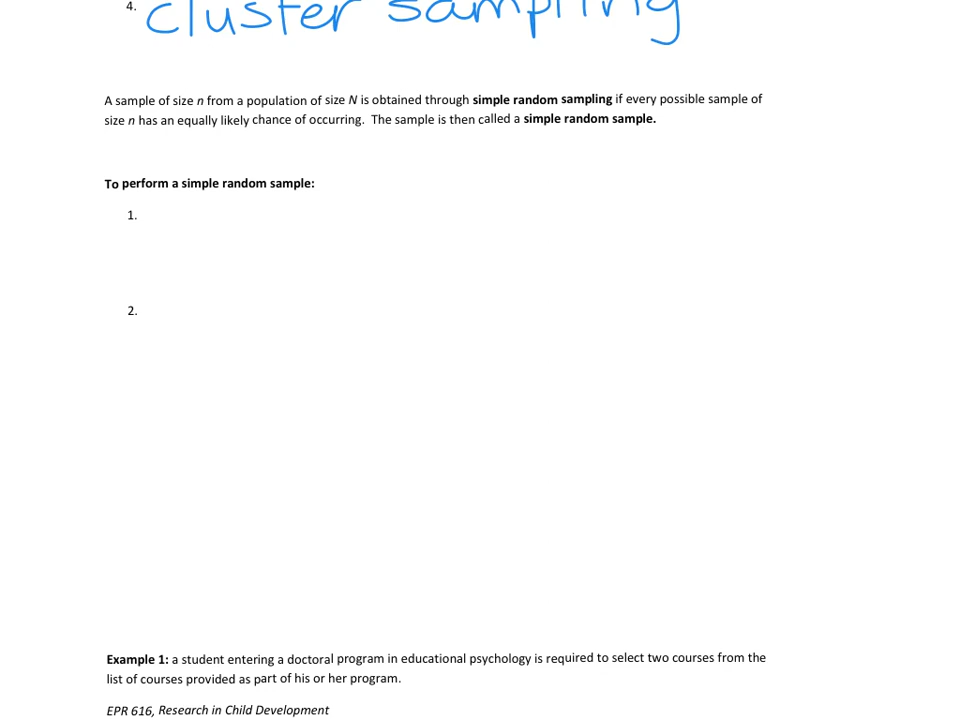 4. cluster sampling
A sample of size n from a population of size N is obtained through simple random sampling if every possible sample of
size n has an equally likely chance of occurring. The sample is then called a simple random sample.
To perform a simple random sample:
1.
2.
Example 1: a student entering a doctoral program in educational psychology is required to select two courses from the
list of courses provided as part of his or her program.
EPR 616, Research in Child Development